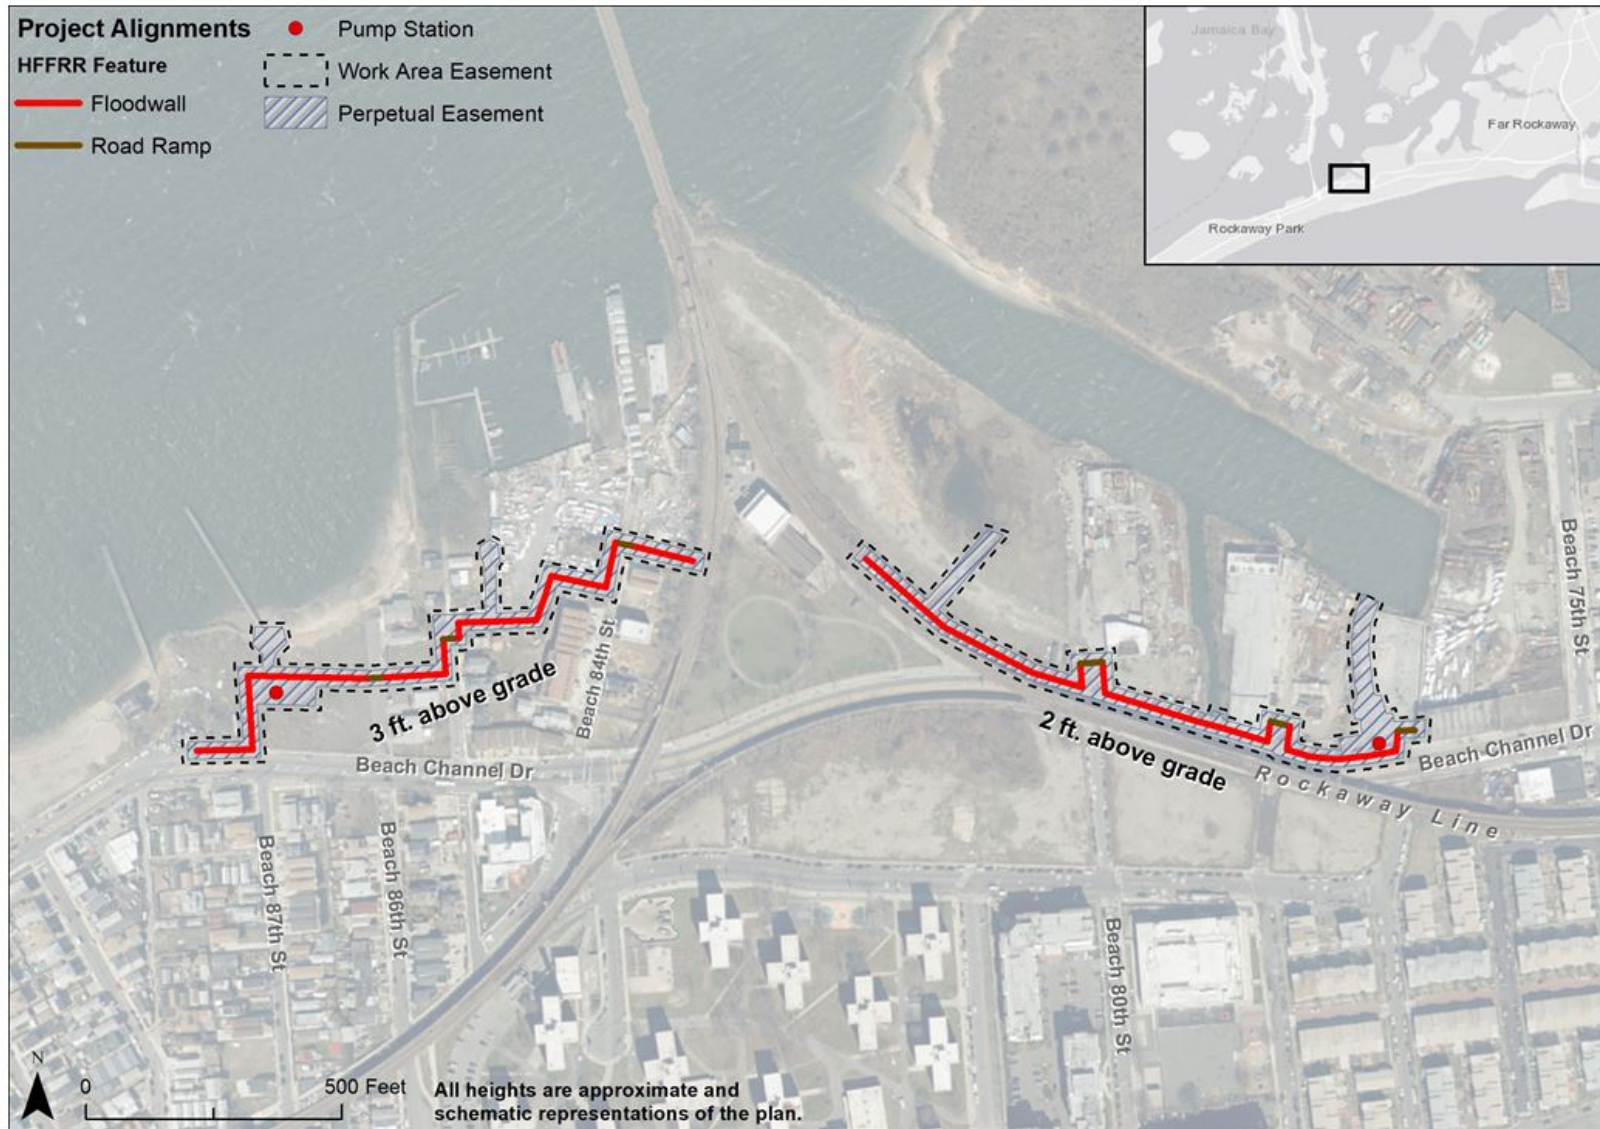 Project Alignments
HFFRR Feature
Floodwall
Road Ramp
Pump Station
Work Area Easement
Perpetual Easement
Jamaica Bay
Far Rockaway
Rockaway Park
Beach 75th St
Beach 84th St
3 ft. above grade
2 ft. above grade
Beach Channel Dr
Beach Channel Dr
Rockaway Line
Beach 87th St
Beach 86th St
Beach 80th St
N
0
500 Feet
All heights are approximate and
schematic representations of the plan.